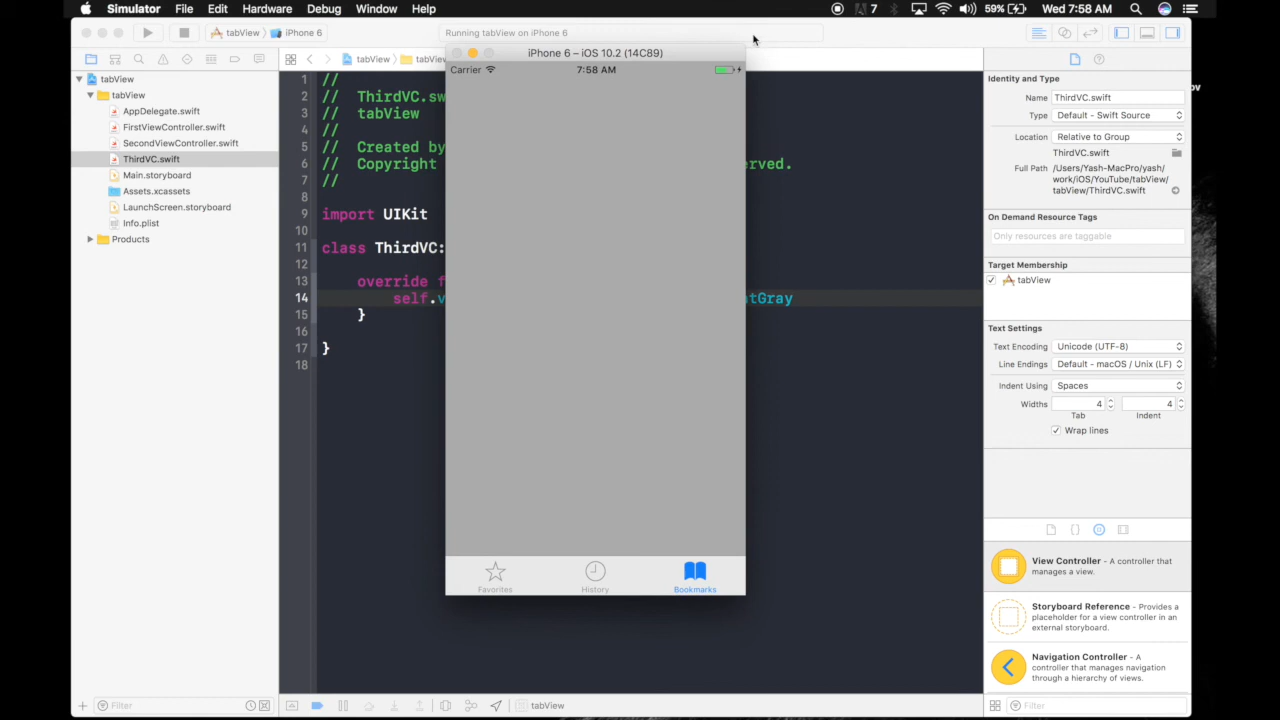 Simulator File Edit Hardware Debug Window Help 7 59% Wed 7:58 AM
tabView iPhone 6 Running tabView on iPhone 6
iPhone 6 – iOS 10.2 (14C89)
Carrier 7:58 AM
tabView
tabView
AppDelegate.swift
FirstViewController.swift
SecondViewController.swift
ThirdVC.swift
Main.storyboard
Assets.xcassets
LaunchScreen.storyboard
Info.plist
Products
tabView tabView
1 //
2 // ThirdVC.sw
3 // tabView
4 //
5 // Created by
6 // Copyright served.
7 //
8
9 import UIKit
10
11 class ThirdVC:
12
13 override f
14 self.v tGray
15 }
16
17 }
18
Favorites History Bookmarks
ov
Identity and Type
Name ThirdVC.swift
Type Default - Swift Source
Location Relative to Group
ThirdVC.swift
Full Path /Users/Yash-MacPro/yash/
work/iOS/YouTube/tabView/
tabView/ThirdVC.swift
On Demand Resource Tags
Only resources are taggable
Target Membership
tabView
Text Settings
Text Encoding Unicode (UTF-8)
Line Endings Default - macOS / Unix (LF)
Indent Using Spaces
Widths 4 4
Tab Indent
Wrap lines
{}
View Controller - A controller that
manages a view.
Storyboard Reference - Provides a
placeholder for a view controller in an
external storyboard.
Navigation Controller - A
controller that manages navigation
through a hierarchy of views.
Filter tabView Filter